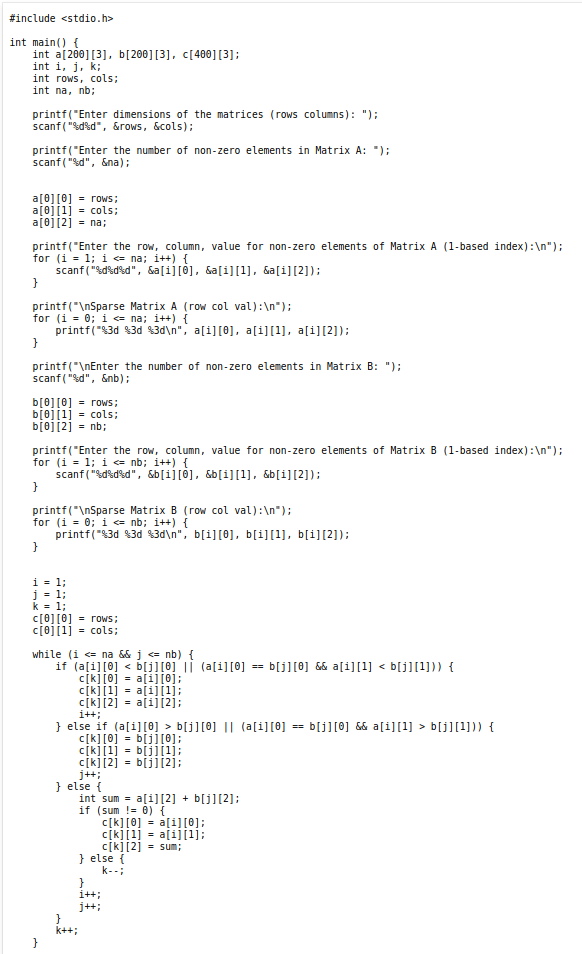 #include <stdio.h>

int main() {
    int a[200][3], b[200][3], c[400][3];
    int i, j, k;
    int rows, cols;
    int na, nb;

    printf("Enter dimensions of the matrices (rows columns): ");
    scanf("%d%d", &rows, &cols);

    printf("Enter the number of non-zero elements in Matrix A: ");
    scanf("%d", &na);


    a[0][0] = rows;
    a[0][1] = cols;
    a[0][2] = na;

    printf("Enter the row, column, value for non-zero elements of Matrix A (1-based index):\n");
    for (i = 1; i <= na; i++) {
        scanf("%d%d%d", &a[i][0], &a[i][1], &a[i][2]);
    }

    printf("\nSparse Matrix A (row col val):\n");
    for (i = 0; i <= na; i++) {
        printf("%3d %3d %3d\n", a[i][0], a[i][1], a[i][2]);
    }

    printf("\nEnter the number of non-zero elements in Matrix B: ");
    scanf("%d", &nb);

    b[0][0] = rows;
    b[0][1] = cols;
    b[0][2] = nb;

    printf("Enter the row, column, value for non-zero elements of Matrix B (1-based index):\n");
    for (i = 1; i <= nb; i++) {
        scanf("%d%d%d", &b[i][0], &b[i][1], &b[i][2]);
    }

    printf("\nSparse Matrix B (row col val):\n");
    for (i = 0; i <= nb; i++) {
        printf("%3d %3d %3d\n", b[i][0], b[i][1], b[i][2]);
    }


    i = 1;
    j = 1;
    k = 1;
    c[0][0] = rows;
    c[0][1] = cols;

    while (i <= na && j <= nb) {
        if (a[i][0] < b[j][0] || (a[i][0] == b[j][0] && a[i][1] < b[j][1])) {
            c[k][0] = a[i][0];
            c[k][1] = a[i][1];
            c[k][2] = a[i][2];
            i++;
        } else if (a[i][0] > b[j][0] || (a[i][0] == b[j][0] && a[i][1] > b[j][1])) {
            c[k][0] = b[j][0];
            c[k][1] = b[j][1];
            c[k][2] = b[j][2];
            j++;
        } else {
            int sum = a[i][2] + b[j][2];
            if (sum != 0) {
                c[k][0] = a[i][0];
                c[k][1] = a[i][1];
                c[k][2] = sum;
            } else {
                k--;
            }
            i++;
            j++;
        }
        k++;
    }